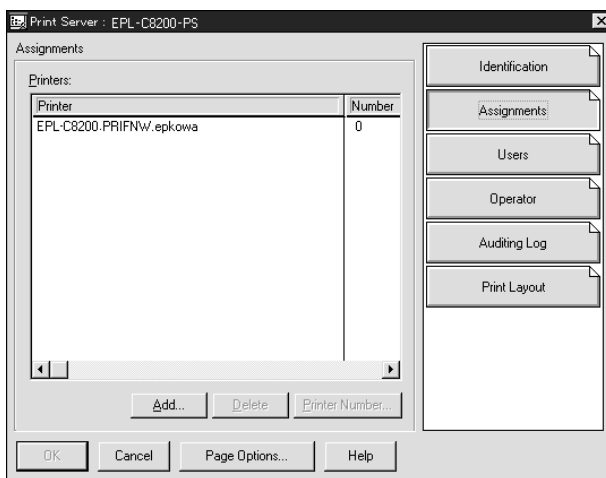 Print Server : EPL-C8200-PS
Assignments
Printers:
Printer Number
EPL-C8200.PRIFNW.epkowa 0
Add... Delete Printer Number...
OK Cancel Page Options... Help
Identification
Assignments
Users
Operator
Auditing Log
Print Layout